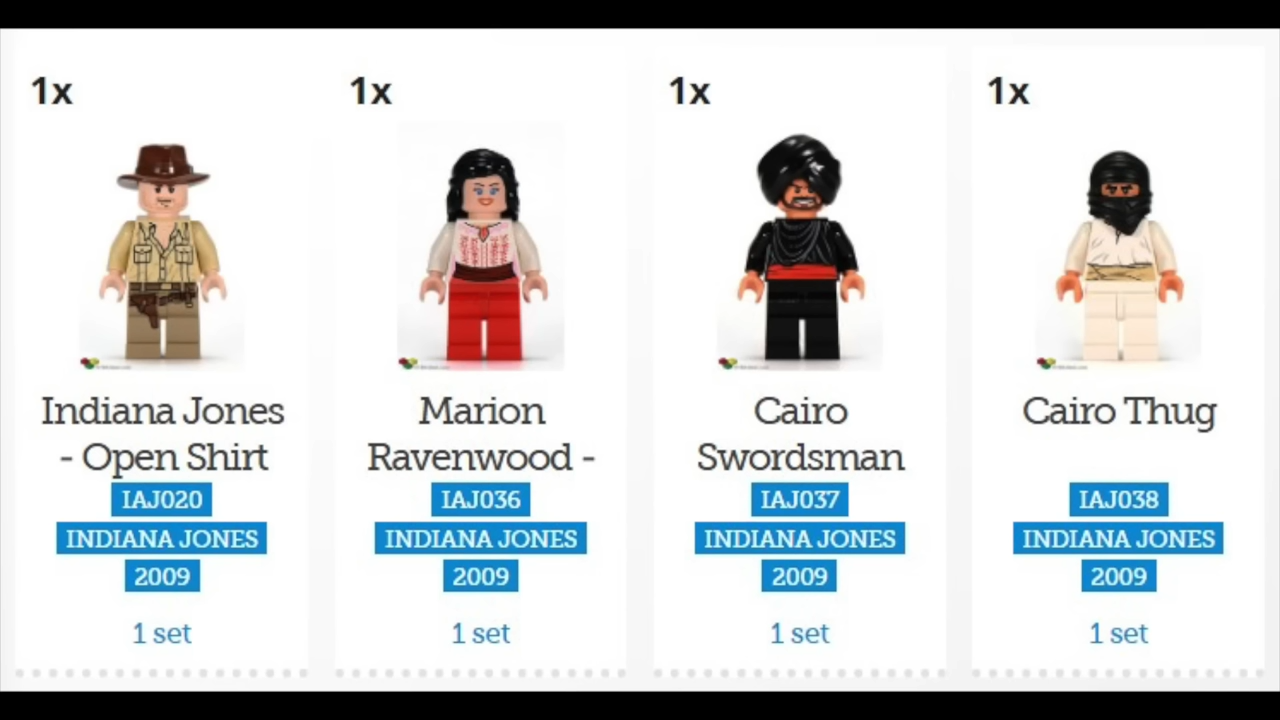 1x
1x
1x
1x
Indiana Jones
- Open Shirt
IAJ020
INDIANA JONES
2009
1 set
Marion
Ravenwood -
IAJ036
INDIANA JONES
2009
1 set
Cairo
Swordsman
IAJ037
INDIANA JONES
2009
1 set
Cairo Thug
IAJ038
INDIANA JONES
2009
1 set